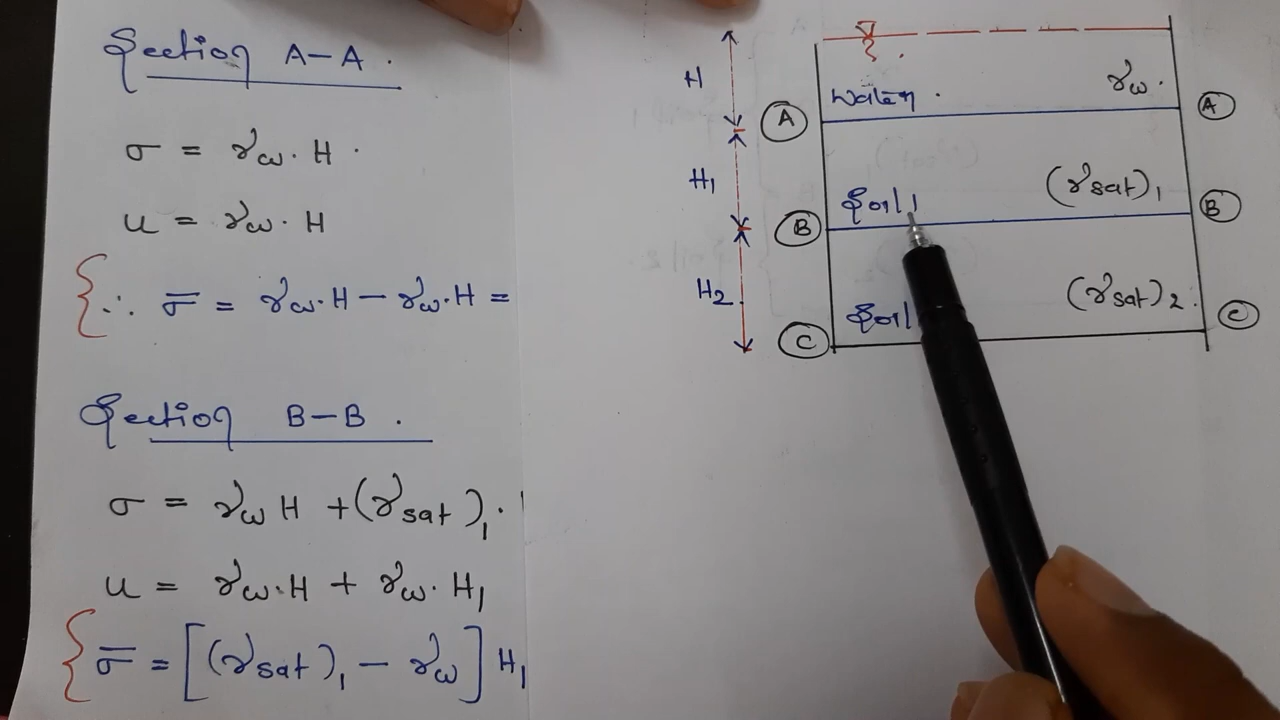 Section A-A.
σ = γw·H·
u = γw·H
∴ σ̅ = γw·H - γw·H =
Section B-B.
σ = γw H + (γsat)1·
u = γw·H + γw·H1
σ̅ = [(γsat)1 - γw] H1
H
Water · γw·
A A
H1
Soil 1 (γsat)1
B B
H2
Soil (γsat)2·
C C